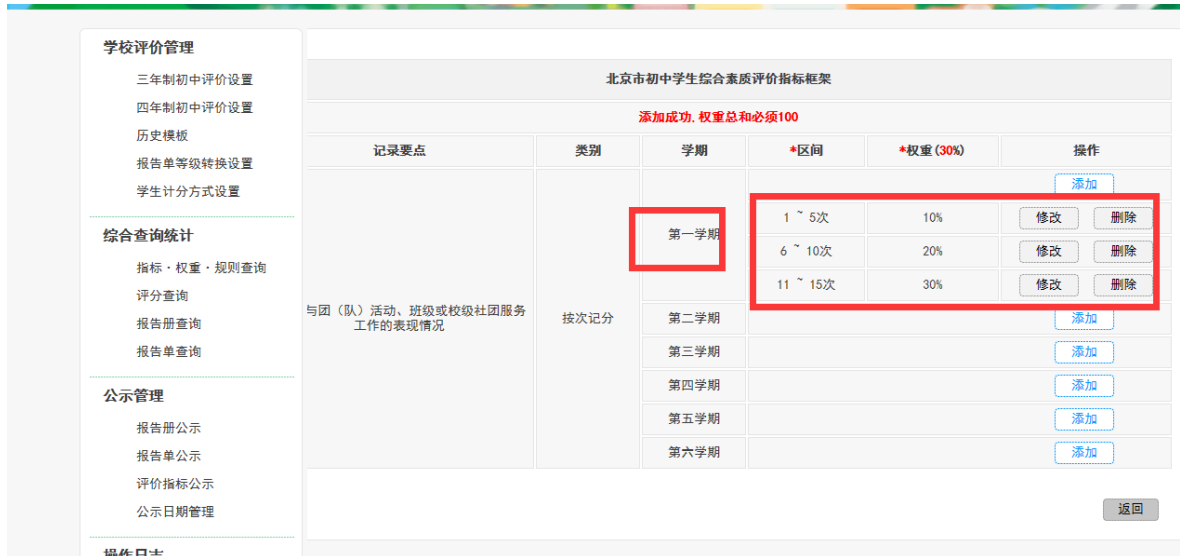 学校评价管理
三年制初中评价设置
四年制初中评价设置
历史模板
报告单等级转换设置
学生计分方式设置
综合查询统计
指标·权重·规则查询
评分查询
报告册查询
报告单查询
公示管理
报告册公示
报告单公示
评价指标公示
公示日期管理
操作日志
北京市初中学生综合素质评价指标框架
添加成功,权重总和必须100
记录要点 类别 学期 *区间 *权重(30%) 操作
与团（队）活动、班级或校级社团服务
工作的表现情况
按次记分
第一学期
添加
1 ~ 5次 10% 修改 删除
6 ~ 10次 20% 修改 删除
11 ~ 15次 30% 修改 删除
第二学期 添加
第三学期 添加
第四学期 添加
第五学期 添加
第六学期 添加
返回